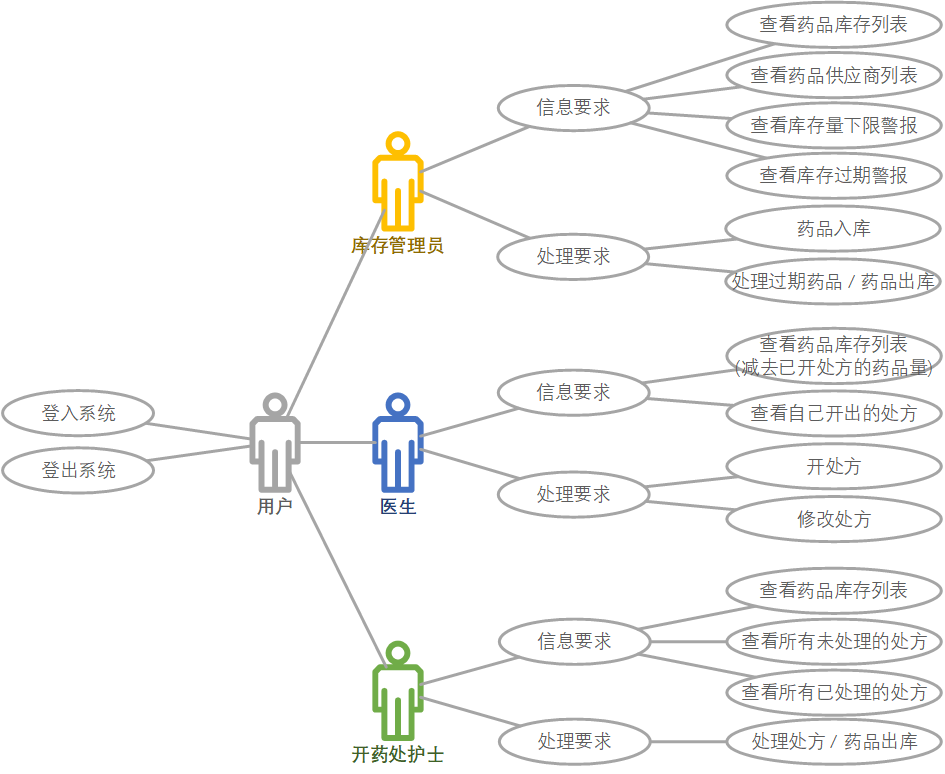 查看药品库存列表
查看药品供应商列表
信息要求
查看库存量下限警报
查看库存过期警报
库存管理员
药品入库
处理要求
处理过期药品 / 药品出库
查看药品库存列表
(减去已开处方的药品量)
信息要求
查看自己开出的处方
登入系统
登出系统
用户
医生
开处方
处理要求
修改处方
查看药品库存列表
信息要求
查看所有未处理的处方
查看所有已处理的处方
开药处护士
处理要求
处理处方 / 药品出库